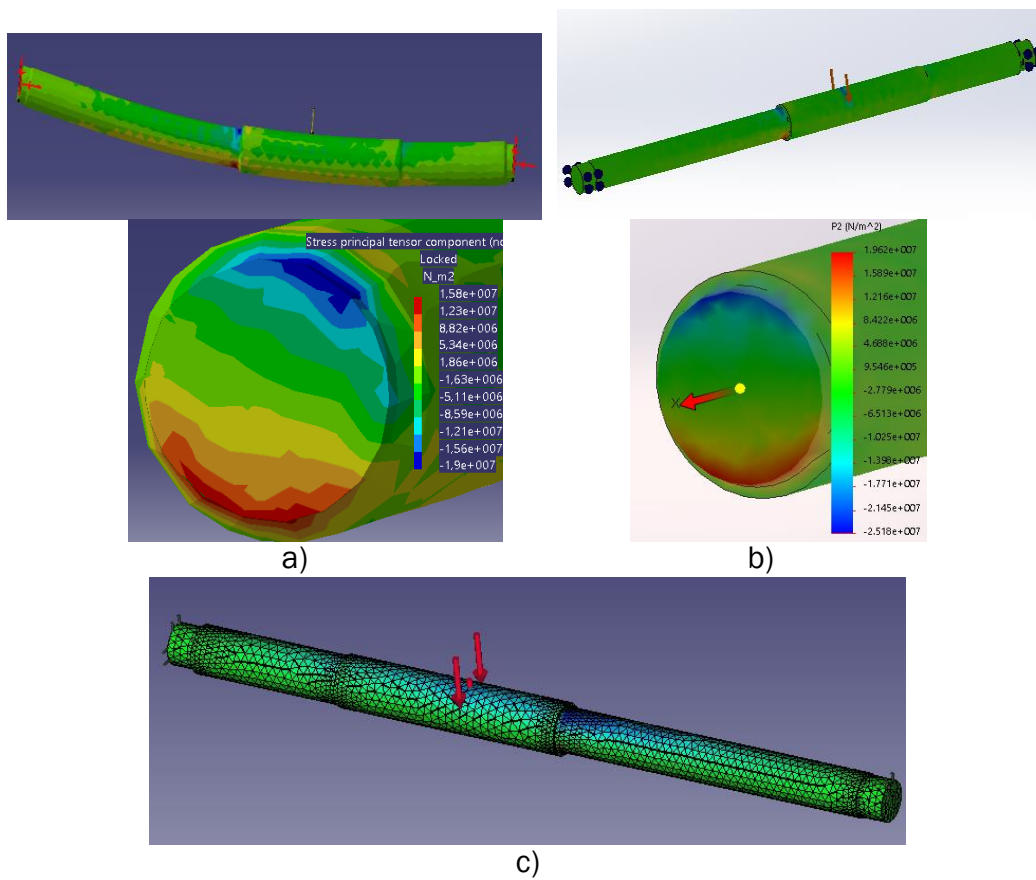 Stress principal tensor component (no
Locked
N_m2
1,58e+007
1,23e+007
8,82e+006
5,34e+006
1,86e+006
-1,63e+006
-5,11e+006
-8,59e+006
-1,21e+007
-1,56e+007
-1,9e+007
a)
P2 (N/m^2)
1.962e+007
1.589e+007
1.216e+007
8.422e+006
4.688e+006
9.546e+005
-2.779e+006
-6.513e+006
-1.025e+007
-1.398e+007
-1.771e+007
-2.145e+007
-2.518e+007
X
b)
c)